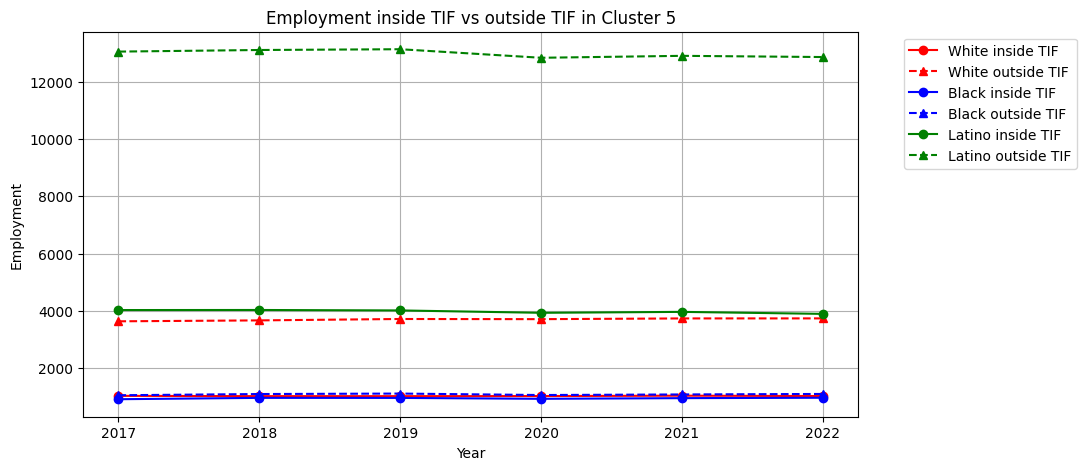 Employment inside TIF vs outside TIF in Cluster 5
White inside TIF
White outside TIF
Black inside TIF
Black outside TIF
Latino inside TIF
Latino outside TIF
Employment
12000
10000
8000
6000
4000
2000
2017 2018 2019 2020 2021 2022
Year